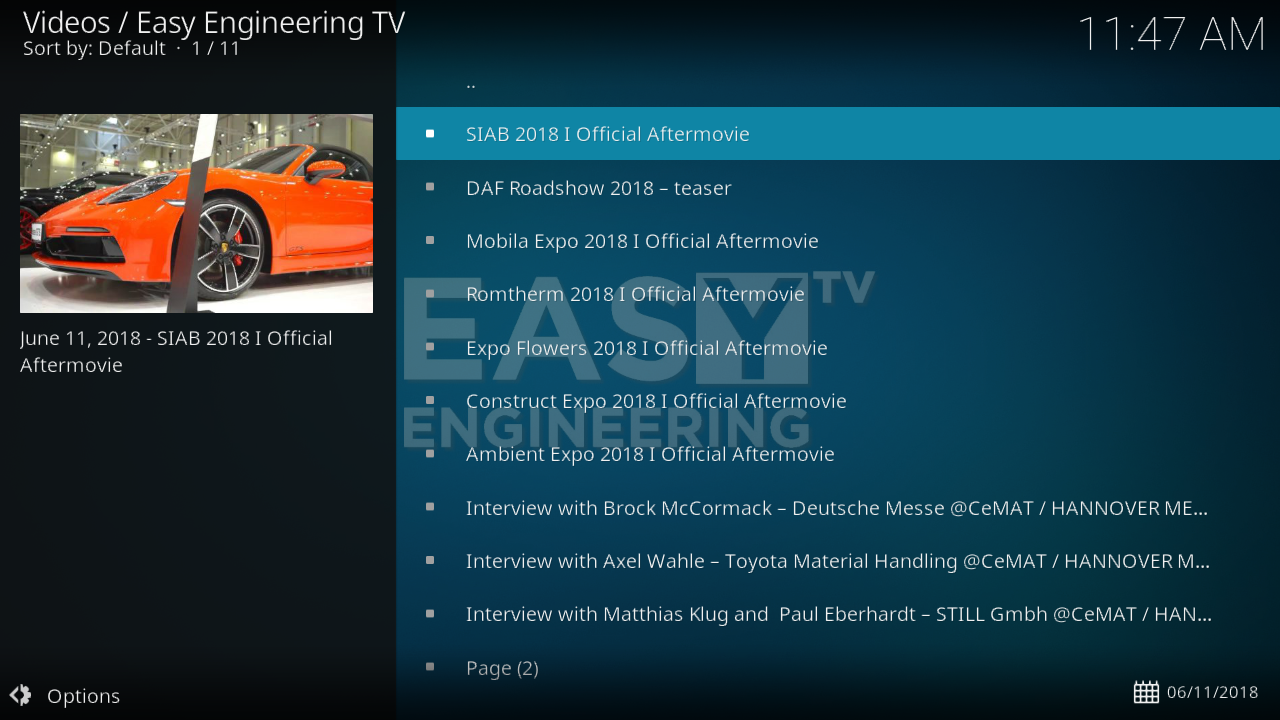 Videos / Easy Engineering TV
Sort by: Default · 1 / 11
11:47 AM
..
SIAB 2018 I Official Aftermovie
DAF Roadshow 2018 – teaser
Mobila Expo 2018 I Official Aftermovie
Romtherm 2018 I Official Aftermovie
Expo Flowers 2018 I Official Aftermovie
Construct Expo 2018 I Official Aftermovie
Ambient Expo 2018 I Official Aftermovie
Interview with Brock McCormack – Deutsche Messe @CeMAT / HANNOVER ME...
Interview with Axel Wahle – Toyota Material Handling @CeMAT / HANNOVER M...
Interview with Matthias Klug and  Paul Eberhardt – STILL Gmbh @CeMAT / HAN...
Page (2)
EASY TV
ENGINEERING
June 11, 2018 - SIAB 2018 I Official
Aftermovie
Options
06/11/2018